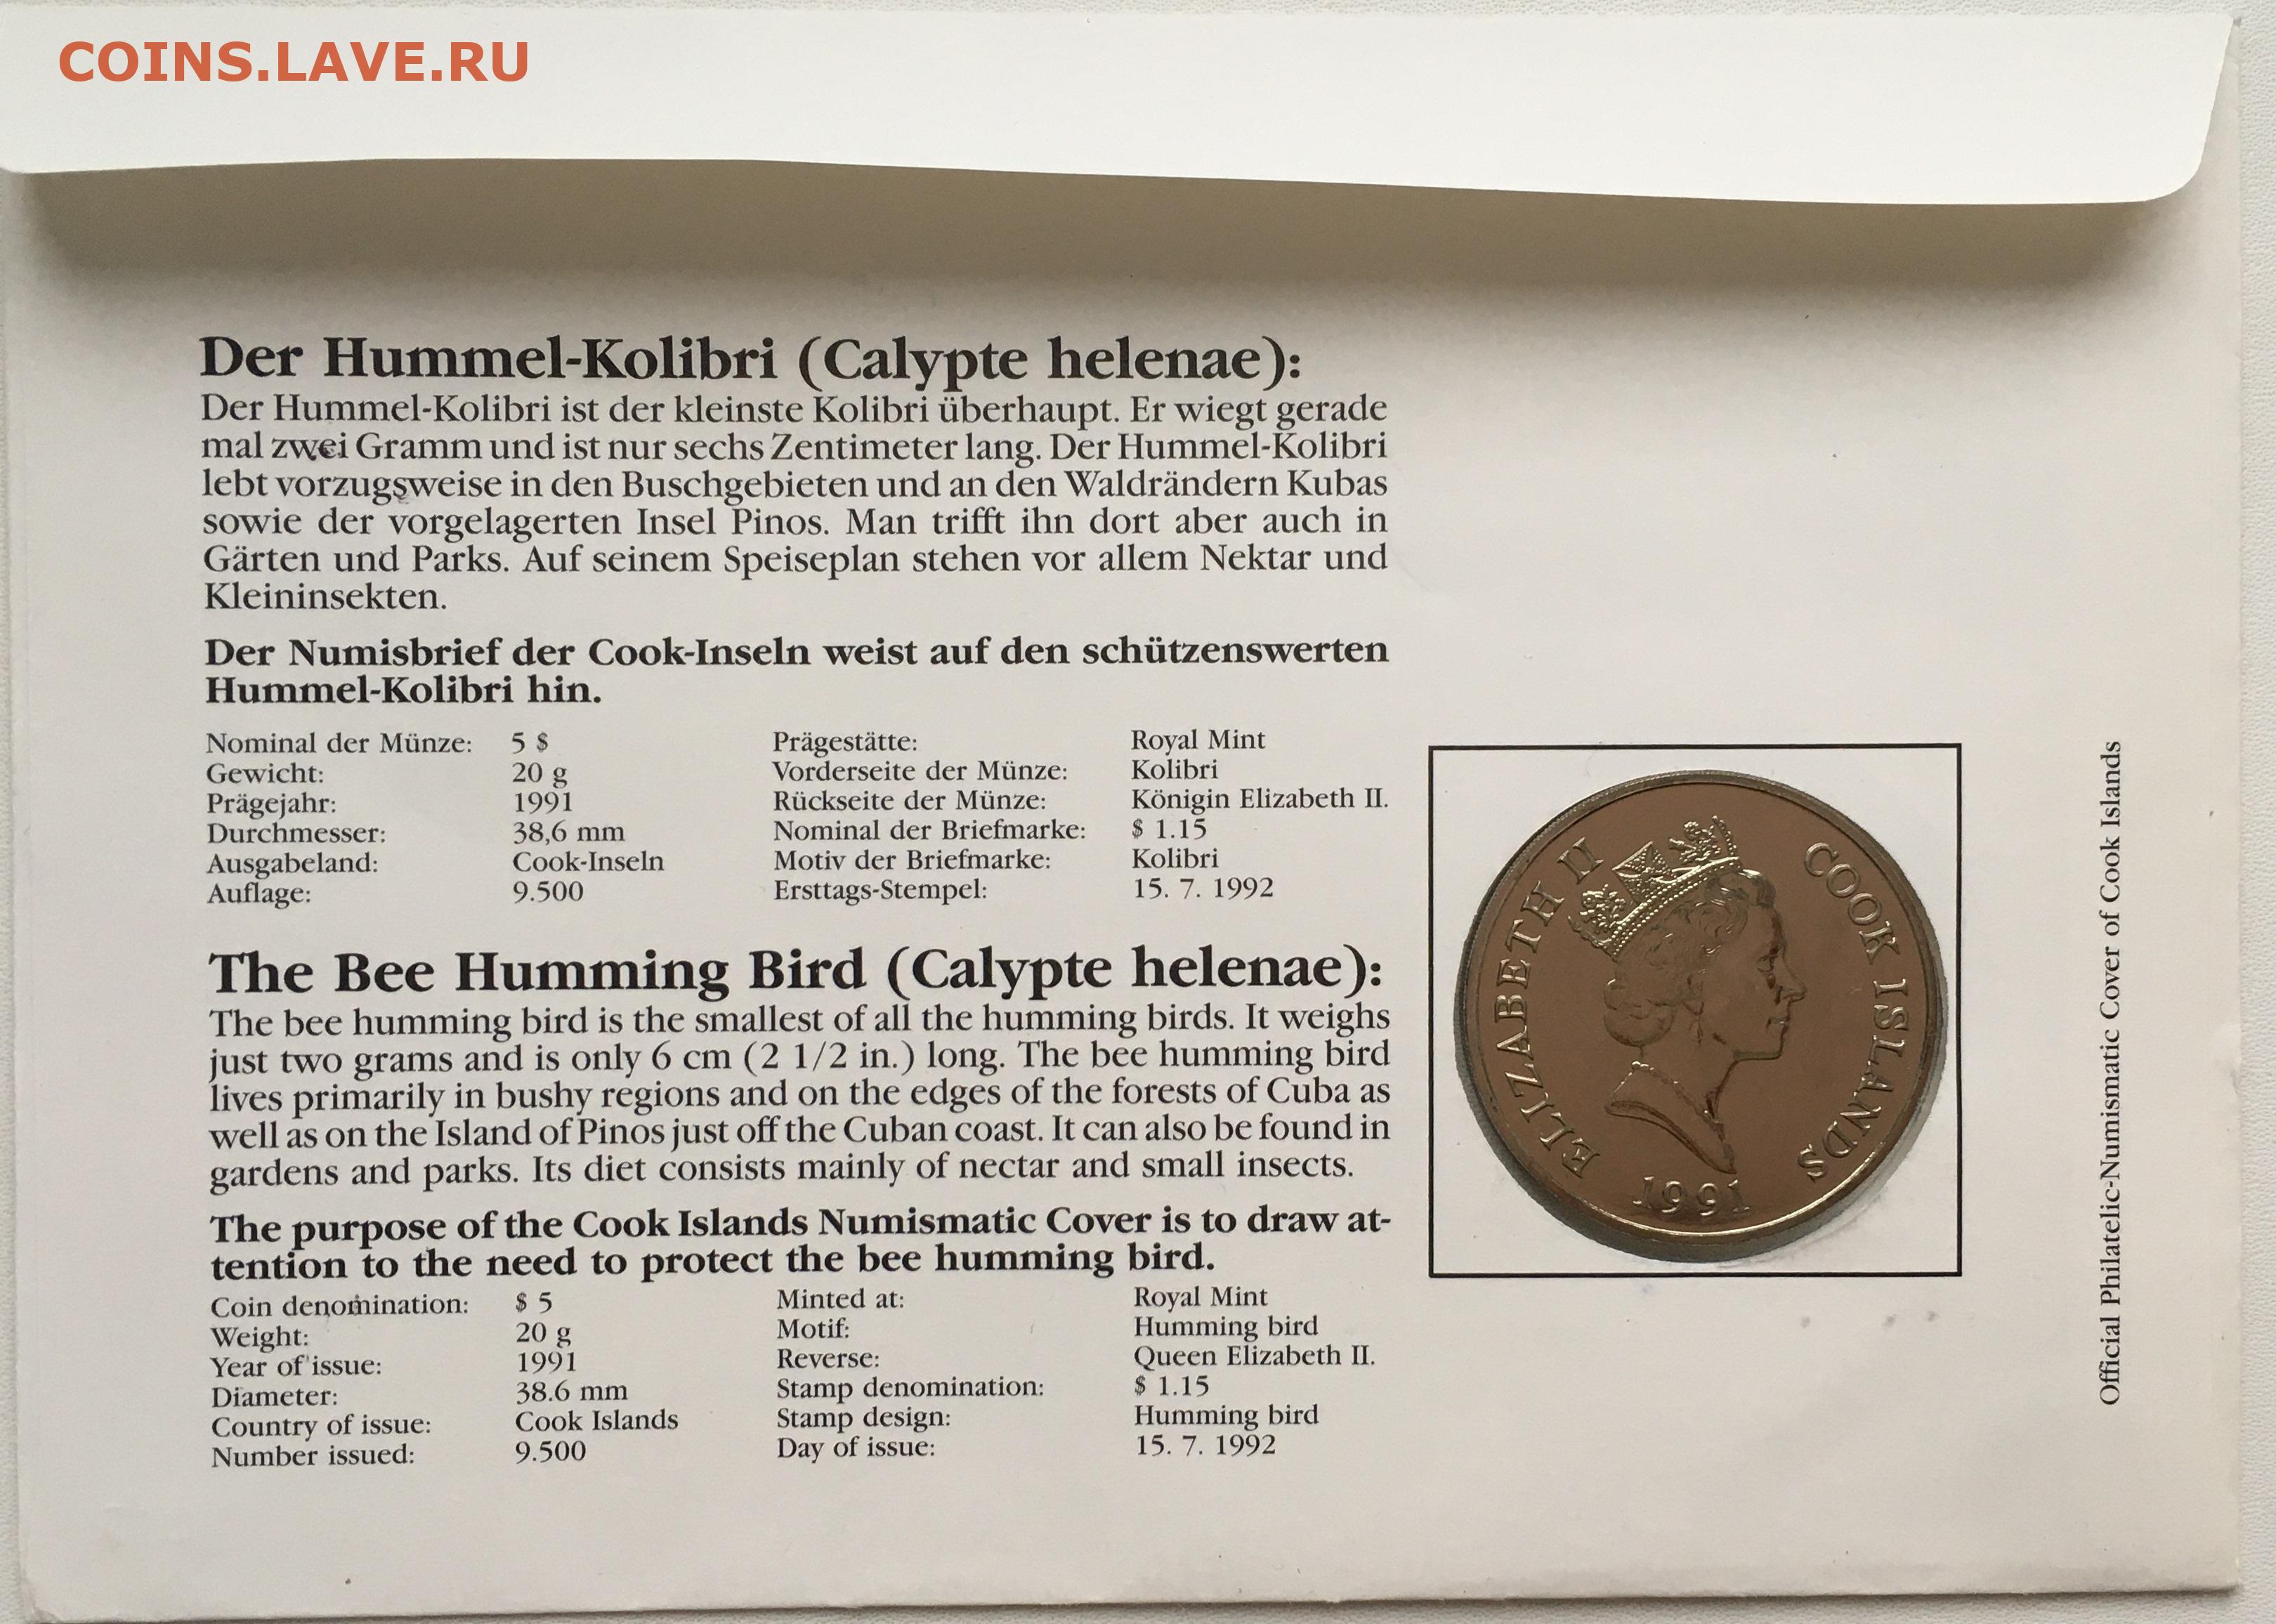 COINS.LAVE.RU
Der Hummel-Kolibri (Calypte helenae):
Der Hummel-Kolibri ist der kleinste Kolibri überhaupt. Er wiegt gerade
mal zwei Gramm und ist nur sechs Zentimeter lang. Der Hummel-Kolibri
lebt vorzugsweise in den Buschgebieten und an den Waldrändern Kubas
sowie der vorgelagerten Insel Pinos. Man trifft ihn dort aber auch in
Gärten und Parks. Auf seinem Speiseplan stehen vor allem Nektar und
Kleininsekten.
Der Numisbrief der Cook-Inseln weist auf den schützenswerten
Hummel-Kolibri hin.
Nominal der Münze: 5 $ Prägestätte: Royal Mint
Gewicht: 20 g Vorderseite der Münze: Kolibri
Prägejahr: 1991 Rückseite der Münze: Königin Elizabeth II.
Durchmesser: 38,6 mm Nominal der Briefmarke: $ 1.15
Ausgabeland: Cook-Inseln Motiv der Briefmarke: Kolibri
Auflage: 9.500 Ersttags-Stempel: 15. 7. 1992
The Bee Humming Bird (Calypte helenae):
The bee humming bird is the smallest of all the humming birds. It weighs
just two grams and is only 6 cm (2 1/2 in.) long. The bee humming bird
lives primarily in bushy regions and on the edges of the forests of Cuba as
well as on the Island of Pinos just off the Cuban coast. It can also be found in
gardens and parks. Its diet consists mainly of nectar and small insects.
The purpose of the Cook Islands Numismatic Cover is to draw at-
tention to the need to protect the bee humming bird.
Coin denomination: $ 5 Minted at: Royal Mint
Weight: 20 g Motif: Humming bird
Year of issue: 1991 Reverse: Queen Elizabeth II.
Diameter: 38.6 mm Stamp denomination: $ 1.15
Country of issue: Cook Islands Stamp design: Humming bird
Number issued: 9.500 Day of issue: 15. 7. 1992
ELIZABETH II
COOK ISLANDS
1991
Official Philatelic-Numismatic Cover of Cook Islands